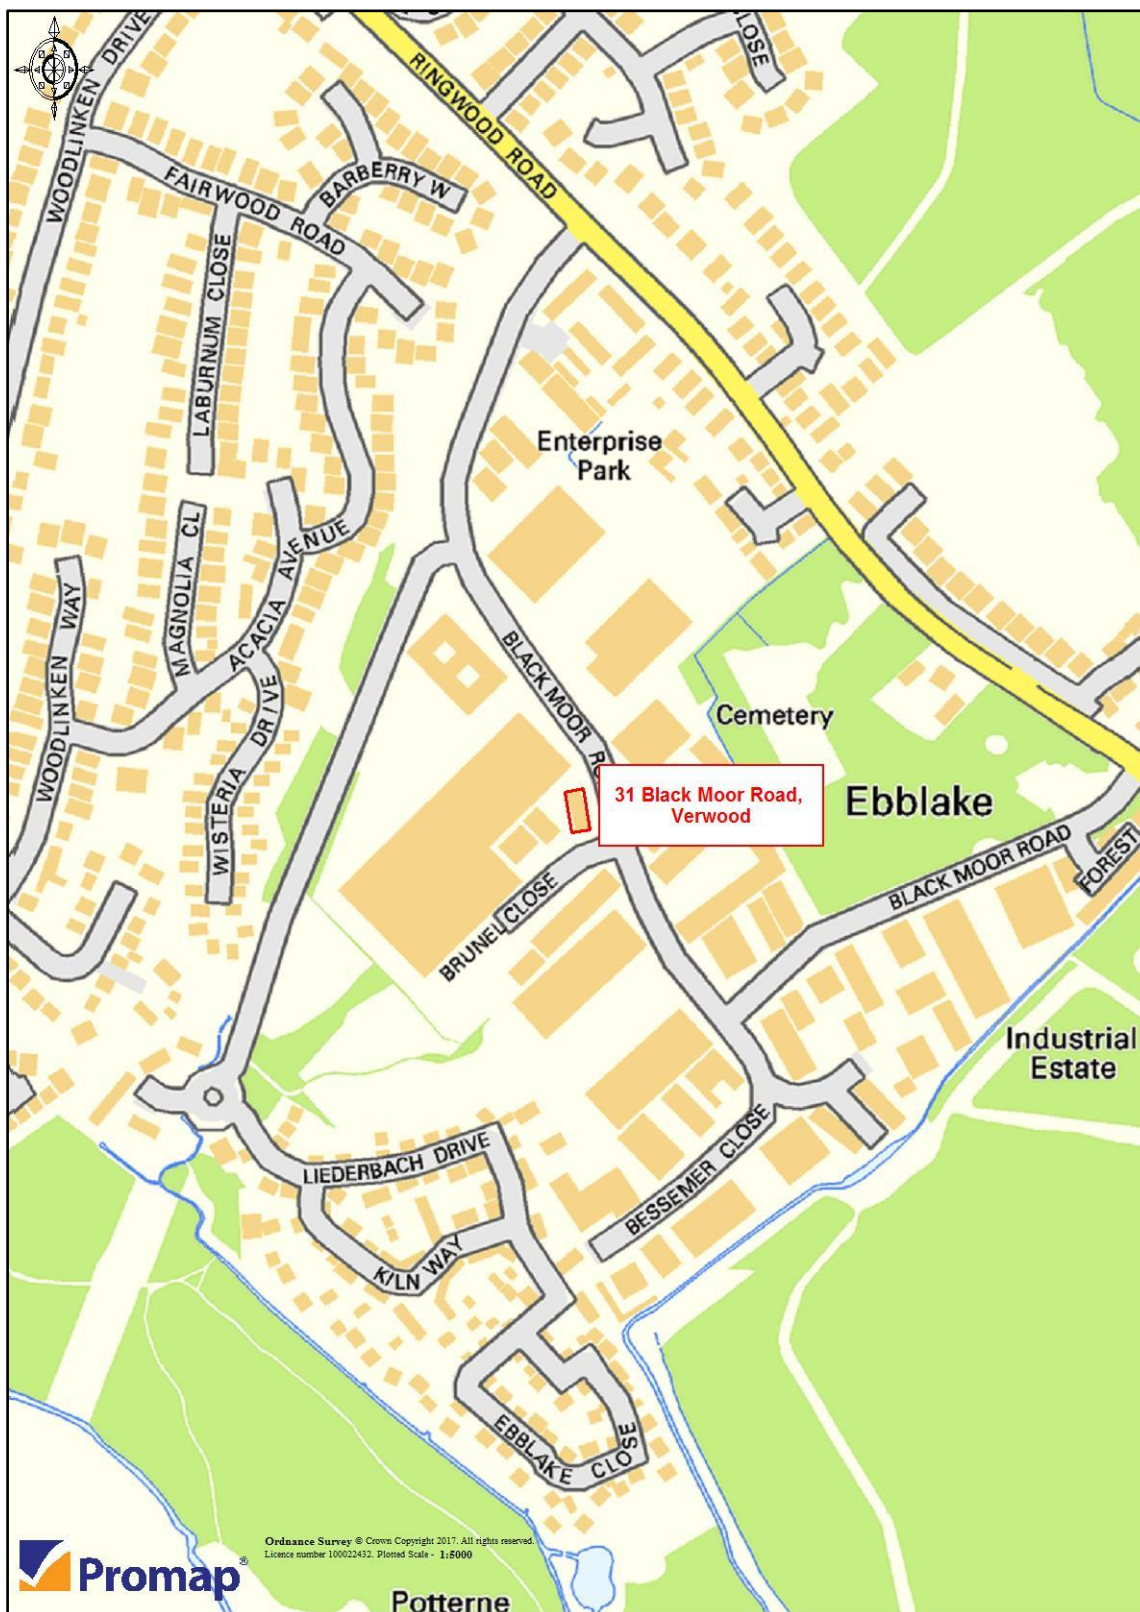 CLOSE
WOODLINKEN DRIVE
RINGWOOD ROAD
BARBERRY W
FAIRWOOD ROAD
LABURNUM CLOSE
Enterprise
Park
MAGNOLIA CL
ACACIA AVENUE
WOODLINKEN WAY
WISTERIA DRIVE
BLACK MOOR RO
Cemetery
31 Black Moor Road,
Verwood
Ebblake
BLACK MOOR ROAD
FOREST
BRUNEL CLOSE
Industrial
Estate
BESSEMER CLOSE
LIEDERBACH DRIVE
KILN WAY
EBBLAKE CLOSE
Ordnance Survey © Crown Copyright 2017. All rights reserved.
Licence number 100022432. Plotted Scale - 1:5000
Promap®
Potterne